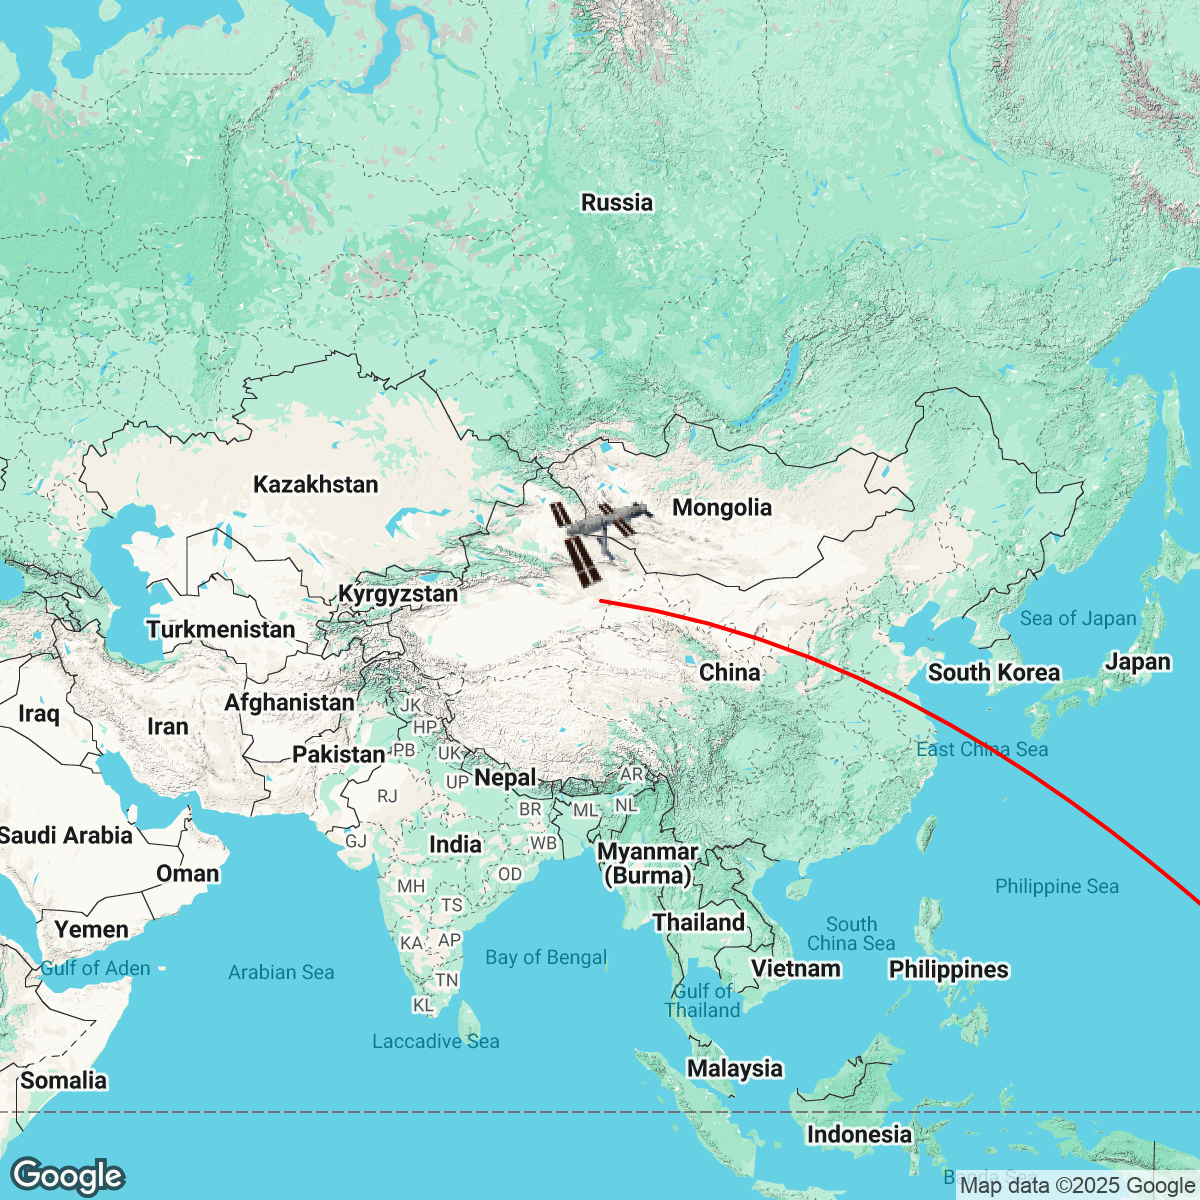 Russia
Kazakhstan
Mongolia
Kyrgyzstan
Sea of Japan
Turkmenistan
Japan
China
South Korea
Afghanistan
JK
Iraq
Iran
HP
East China Sea
Pakistan
PB
UK
Nepal
AR
UP
RJ
BR
ML
NL
Saudi Arabia
GJ
India
WB
Myanmar
(Burma)
Oman
OD
MH
Philippine Sea
TS
Yemen
Thailand
South
China Sea
KA
AP
Bay of Bengal
Gulf of Aden
Arabian Sea
Vietnam
Philippines
TN
Gulf of
Thailand
KL
Laccadive Sea
Malaysia
Somalia
Indonesia
Banda Sea
Google
Map data ©2025 Google